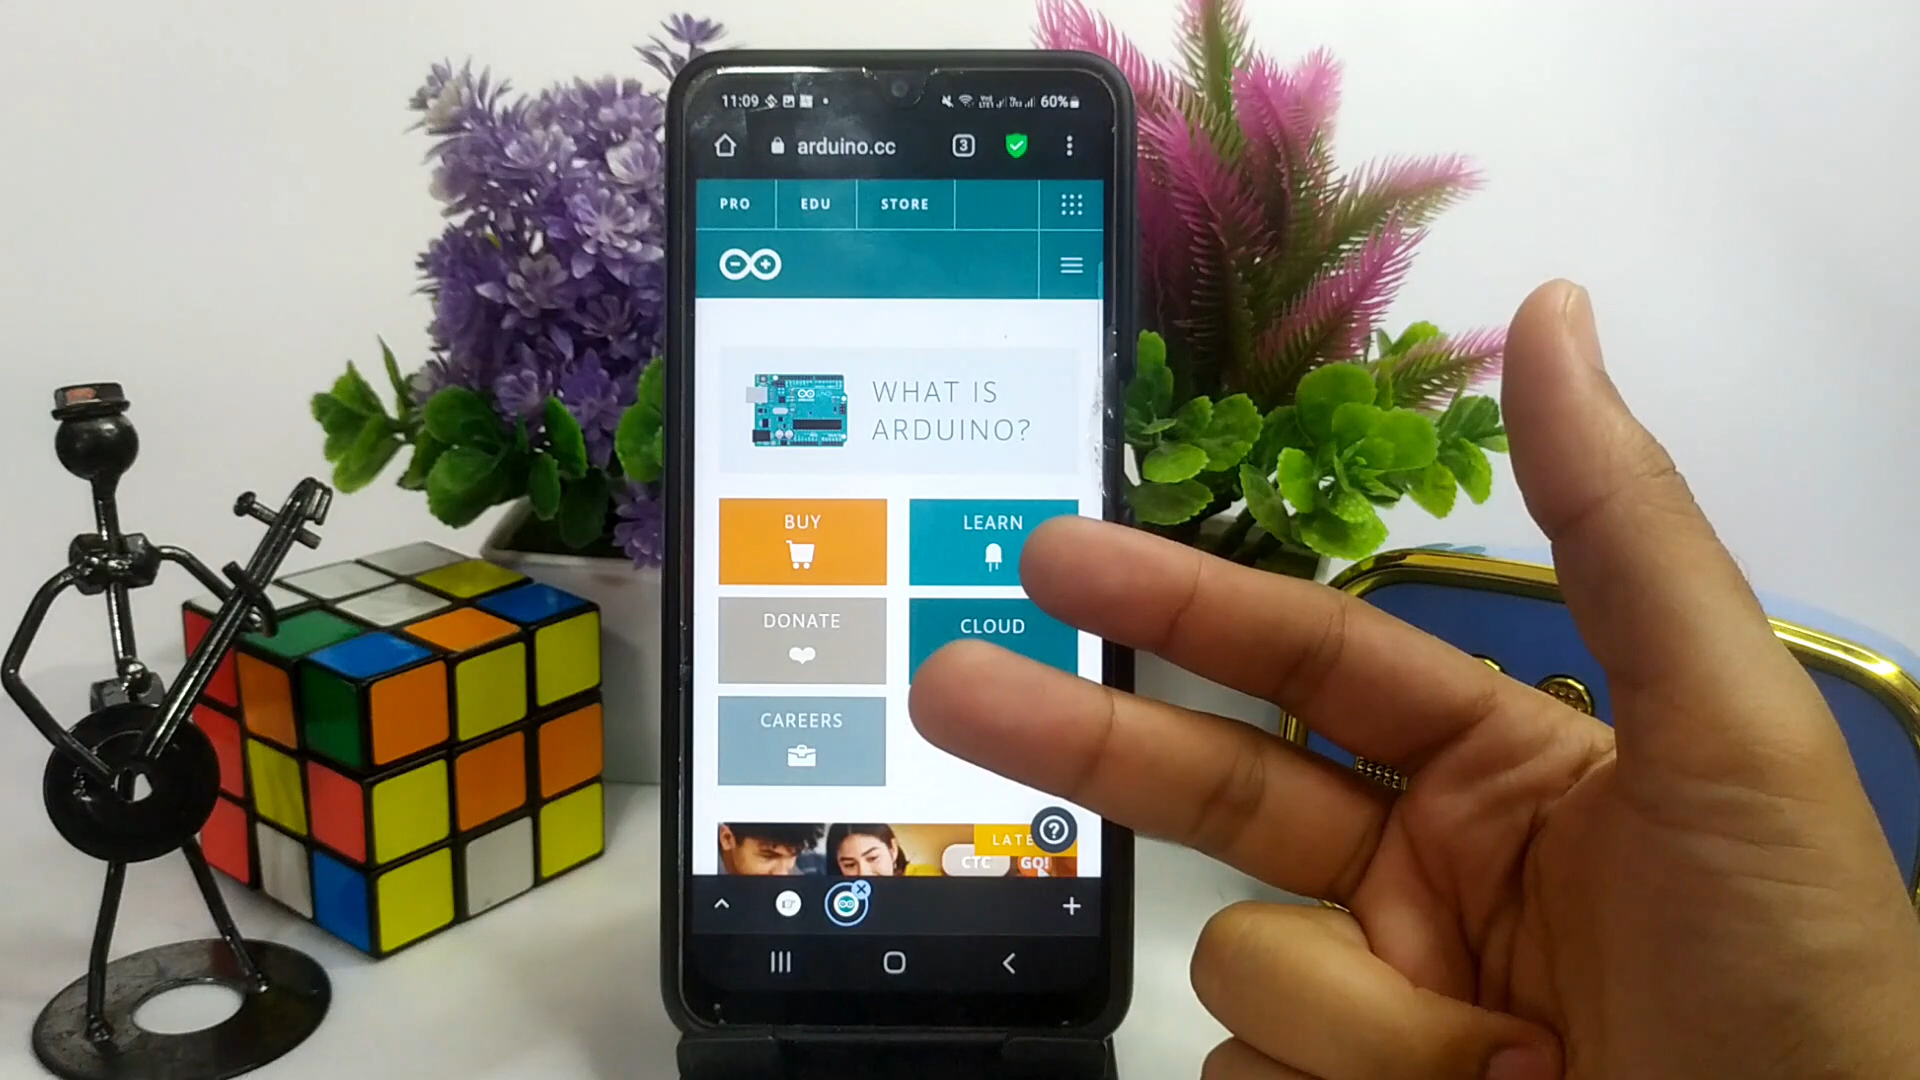 11:09
60%
arduino.cc
3
PRO
EDU
STORE
WHAT IS
ARDUINO?
BUY
LEARN
DONATE
CLOUD
CAREERS
CTC
GO!